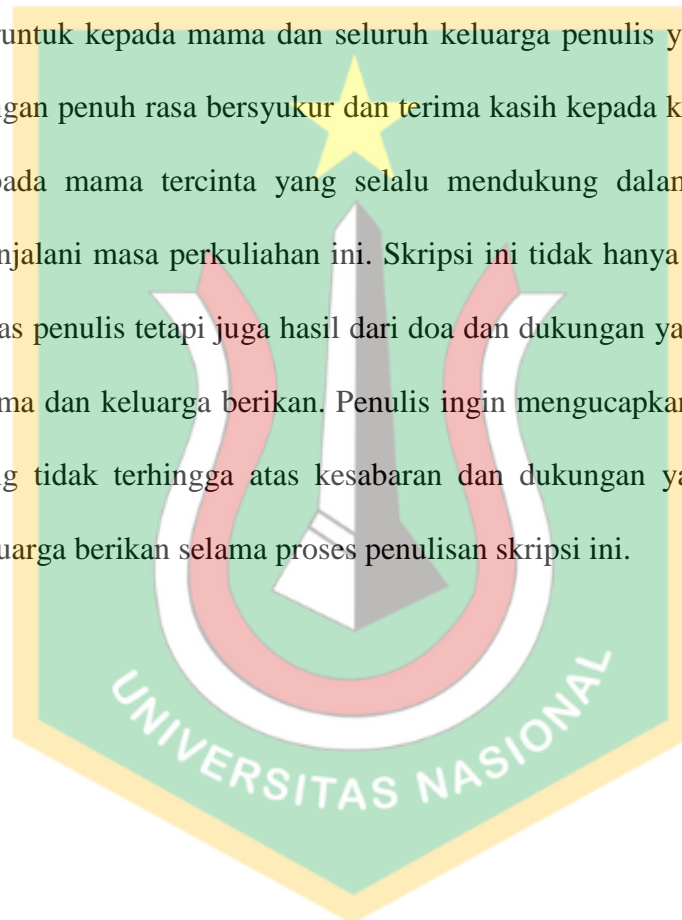 runtuk kepada mama dan seluruh keluarga penulis y
ngan penuh rasa bersyukur dan terima kasih kepada k
pada mama tercinta yang selalu mendukung dalam
njalani masa perkuliahan ini. Skripsi ini tidak hanya
as penulis tetapi juga hasil dari doa dan dukungan ya
ma dan keluarga berikan. Penulis ingin mengucapkan
g tidak terhingga atas kesabaran dan dukungan ya
uarga berikan selama proses penulisan skripsi ini.
UNIVERSITAS NASIONAL